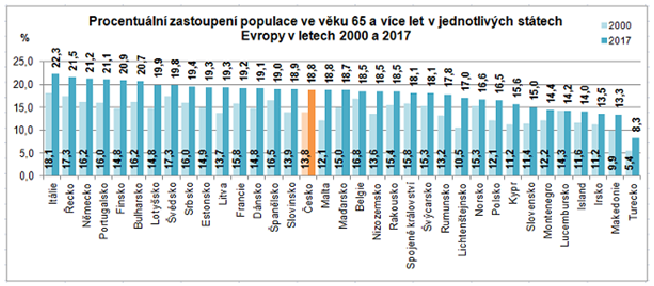 Procentuální zastoupení populace ve věku 65 a více let v jednotlivých státech
Evropy v letech 2000 a 2017
%
2000
2017
25,0
20,0
15,0
10,0
5,0
0,0
22,3
21,5
21,2
21,1
20,9
20,7
19,9
19,8
19,4
19,3
19,3
19,2
19,1
19,0
18,9
18,8
18,8
18,7
18,5
18,5
18,5
18,1
18,1
17,8
17,0
16,6
16,5
15,6
15,0
14,4
14,2
14,0
13,5
13,3
8,3
18,1
17,3
16,2
16,0
14,8
16,2
14,8
17,3
16,0
14,9
13,7
15,8
14,8
16,5
13,9
13,8
12,1
15,0
16,8
13,6
15,4
15,8
15,3
13,2
10,5
15,3
12,1
11,2
11,4
12,2
14,3
11,6
11,2
9,9
5,4
Itálie
Řecko
Německo
Portugalsko
Finsko
Bulharsko
Lotyšsko
Švédsko
Srbsko
Estonsko
Litva
Francie
Dánsko
Španělsko
Slovinsko
Česko
Malta
Maďarsko
Belgie
Nizozemsko
Rakousko
Spojené království
Švýcarsko
Rumunsko
Lichtenštejnsko
Norsko
Polsko
Kypr
Slovensko
Montenegro
Lucembursko
Island
Irsko
Makedonie
Turecko